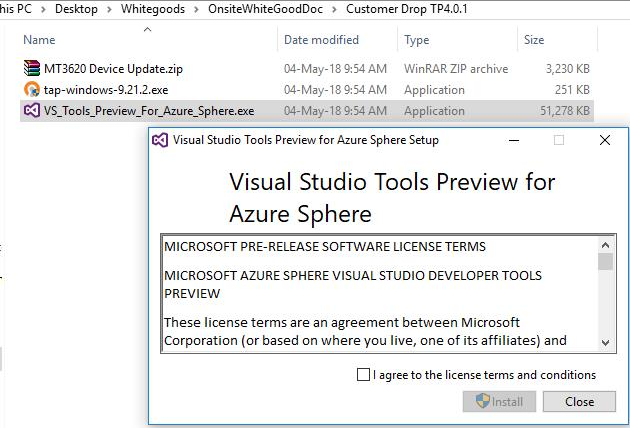 his PC > Desktop > Whitegoods > OnsiteWhiteGoodDoc > Customer Drop TP4.0.1
Name Date modified Type Size
MT3620 Device Update.zip 04-May-18 9:54 AM WinRAR ZIP archive 3,230 KB
tap-windows-9.21.2.exe 04-May-18 9:54 AM Application 251 KB
VS_Tools_Preview_For_Azure_Sphere.exe 04-May-18 9:54 AM Application 51,278 KB
Visual Studio Tools Preview for Azure Sphere Setup
Visual Studio Tools Preview for
Azure Sphere
MICROSOFT PRE-RELEASE SOFTWARE LICENSE TERMS
MICROSOFT AZURE SPHERE VISUAL STUDIO DEVELOPER TOOLS
PREVIEW
These license terms are an agreement between Microsoft
Corporation (or based on where you live, one of its affiliates) and
I agree to the license terms and conditions
Install Close